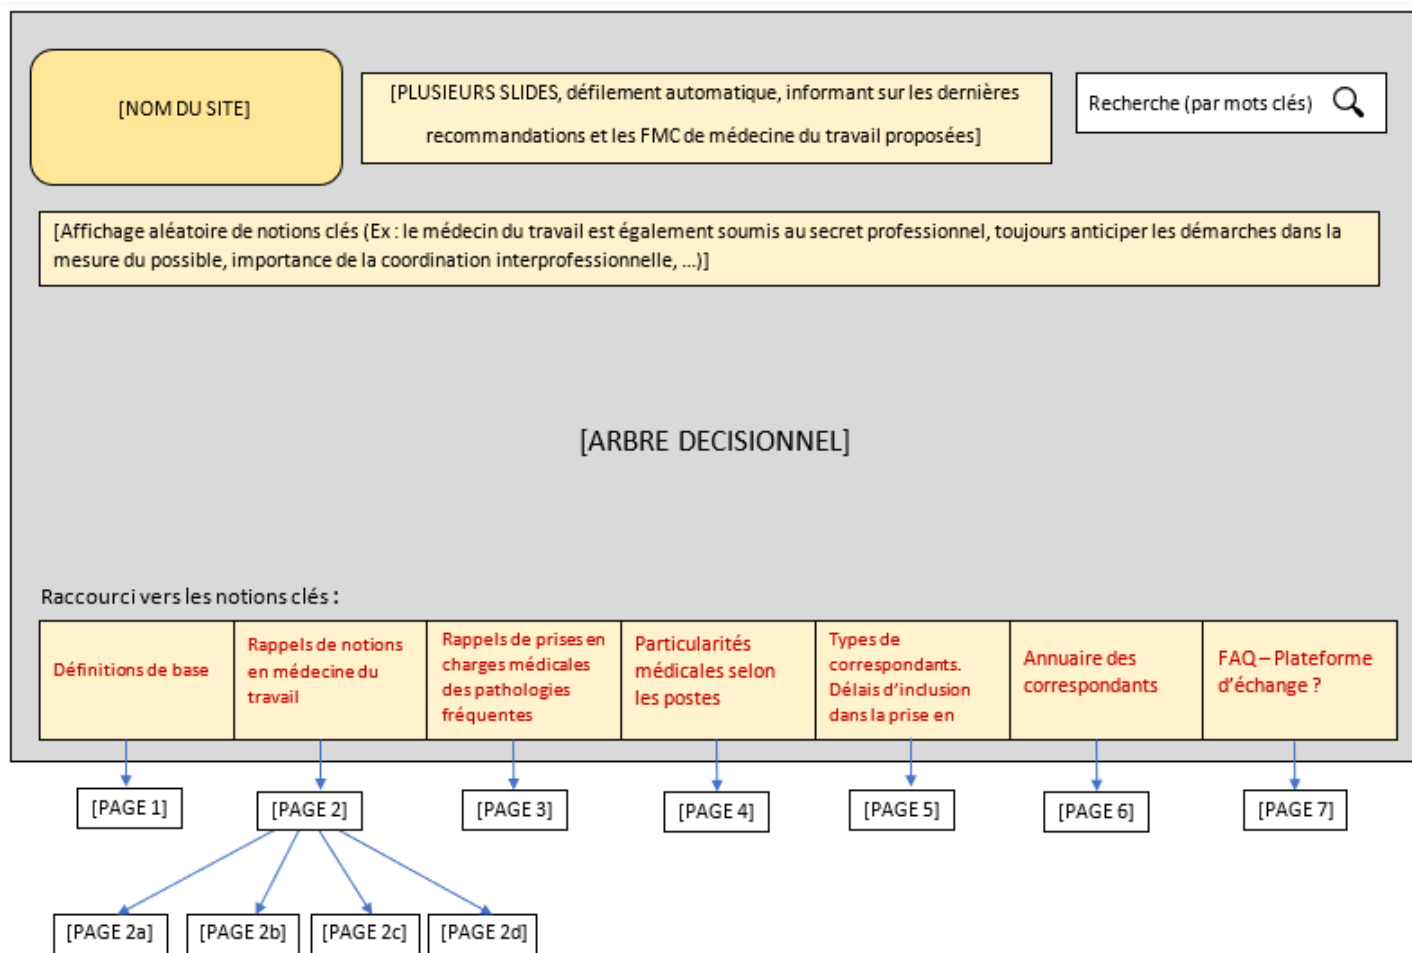 [NOM DU SITE]
[PLUSIEURS SLIDES, défilement automatique, informant sur les dernières
recommandations et les FMC de médecine du travail proposées]
Recherche (par mots clés)
[Affichage aléatoire de notions clés (Ex : le médecin du travail est également soumis au secret professionnel, toujours anticiper les démarches dans la
mesure du possible, importance de la coordination interprofessionnelle, ...)]
[ARBRE DECISIONNEL]
Raccourci vers les notions clés :
Définitions de base
Rappels de notions
en médecine du
travail
Rappels de prises en
charges médicales
des pathologies
fréquentes
Particularités
médicales selon
les postes
Types de
correspondants.
Délais d'inclusion
dans la prise en
Annuaire des
correspondants
FAQ – Plateforme
d'échange ?
[PAGE 1]
[PAGE 2]
[PAGE 3]
[PAGE 4]
[PAGE 5]
[PAGE 6]
[PAGE 7]
[PAGE 2a]
[PAGE 2b]
[PAGE 2c]
[PAGE 2d]